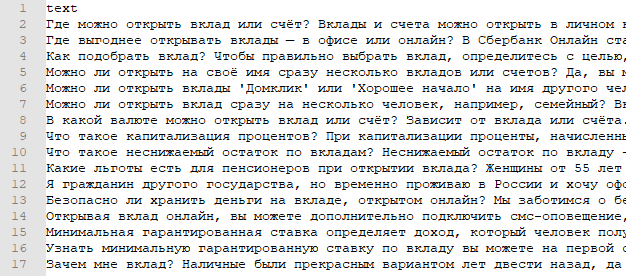 1 text
2 Где можно открыть вклад или счёт? Вклады и счета можно открыть в личном
3 Где выгоднее открывать вклады — в офисе или онлайн? В Сбербанк Онлайн
4 Как подобрать вклад? Чтобы правильно выбрать вклад, определитесь с целью,
5 Можно ли открыть на своё имя сразу несколько вкладов или счетов? Да, вы
6 Можно ли открыть вклады 'Домклик' или 'Хорошее начало' на имя другого
7 Можно ли открыть вклад сразу на несколько человек, например, семейный?
8 В какой валюте можно открыть вклад или счёт? Зависит от вклада или счёта.
9 Что такое капитализация процентов? При капитализации проценты,
10 Что такое неснижаемый остаток по вкладам? Неснижаемый остаток по вкладу
11 Какие льготы есть для пенсионеров при открытии вклада? Женщины от 55 лет
12 Я гражданин другого государства, но временно проживаю в России и хочу
13 Безопасно ли хранить деньги на вкладе, открытом онлайн? Мы заботимся о
14 Открывая вклад онлайн, вы можете дополнительно подключить смс-оповещение,
15 Минимальная гарантированная ставка определяет доход, который человек
16 Узнать минимальную гарантированную ставку по вкладу вы можете на первой
17 Зачем мне вклад? Наличные были прекрасным вариантом лет двести назад, да